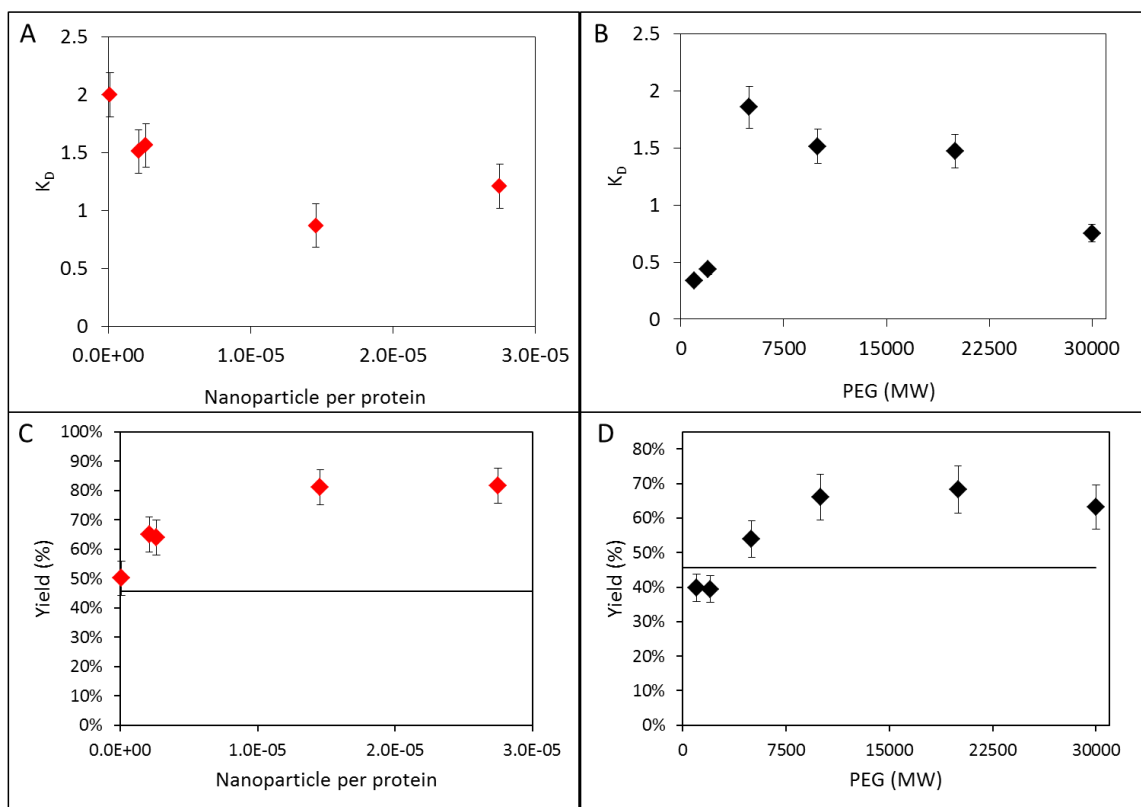 A
2.5
2
1.5
1
0.5
0
K_D
0.0E+00 1.0E-05 2.0E-05 3.0E-05
Nanoparticle per protein
B
2.5
2
1.5
1
0.5
0
K_D
0 7500 15000 22500 30000
PEG (MW)
C
100%
90%
80%
70%
60%
50%
40%
30%
20%
10%
0%
Yield (%)
0.0E+00 1.0E-05 2.0E-05 3.0E-05
Nanoparticle per protein
D
80%
70%
60%
50%
40%
30%
20%
10%
0%
Yield (%)
0 7500 15000 22500 30000
PEG (MW)